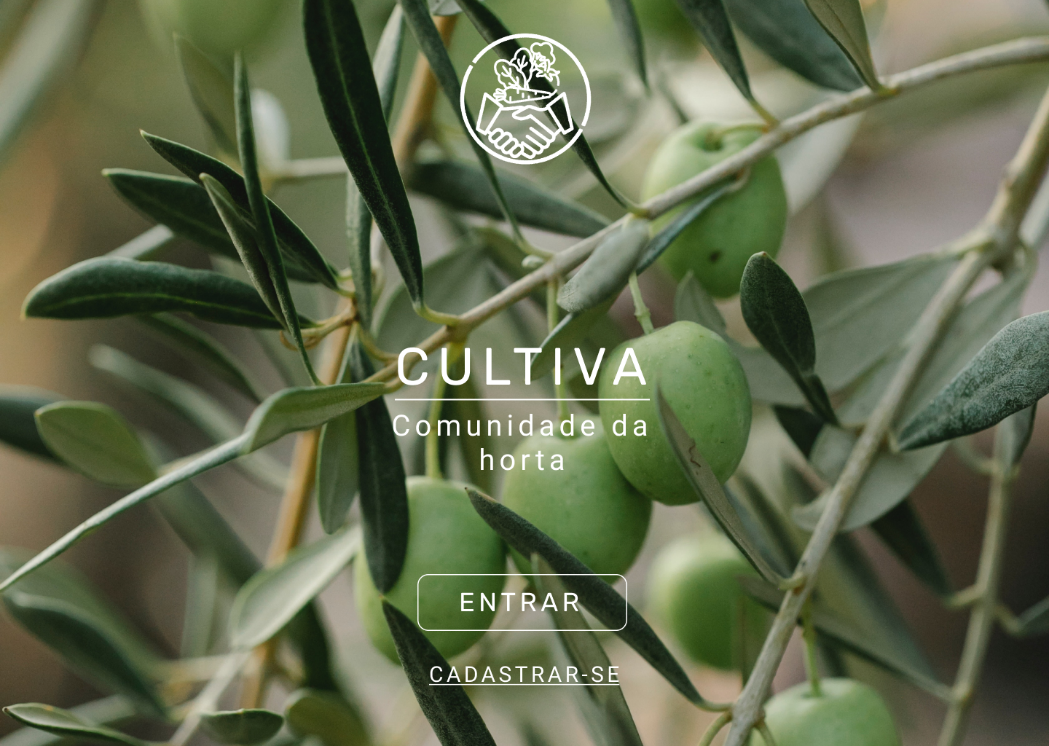 CULTIVA
Comunidade da
horta
ENTRAR
CADASTRAR-SE